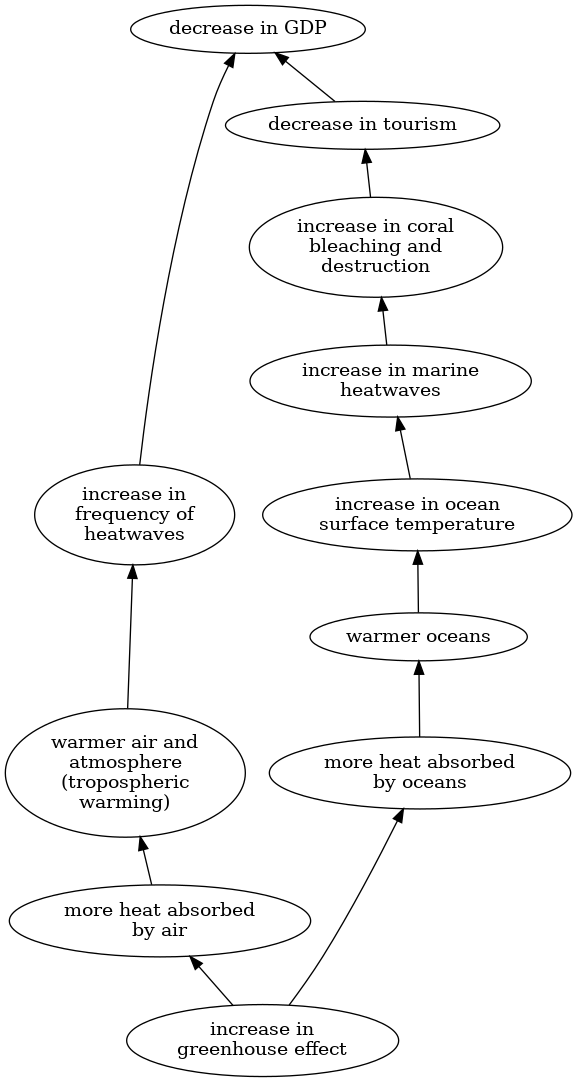 decrease in GDP
decrease in tourism
increase in coral
bleaching and
destruction
increase in marine
heatwaves
increase in
frequency of
heatwaves
increase in ocean
surface temperature
warmer oceans
warmer air and
atmosphere
(tropospheric
warming)
more heat absorbed
by oceans
more heat absorbed
by air
increase in
greenhouse effect